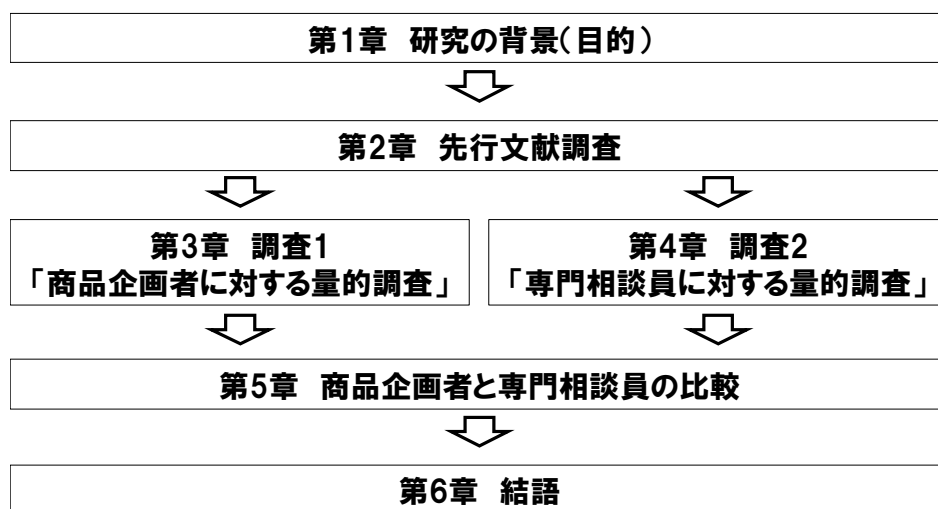 第1章 研究の背景(目的)
第2章 先行文献調査
第3章 調査1
「商品企画者に対する量的調査」
第4章 調査2
「専門相談員に対する量的調査」
第5章 商品企画者と専門相談員の比較
第6章 結語